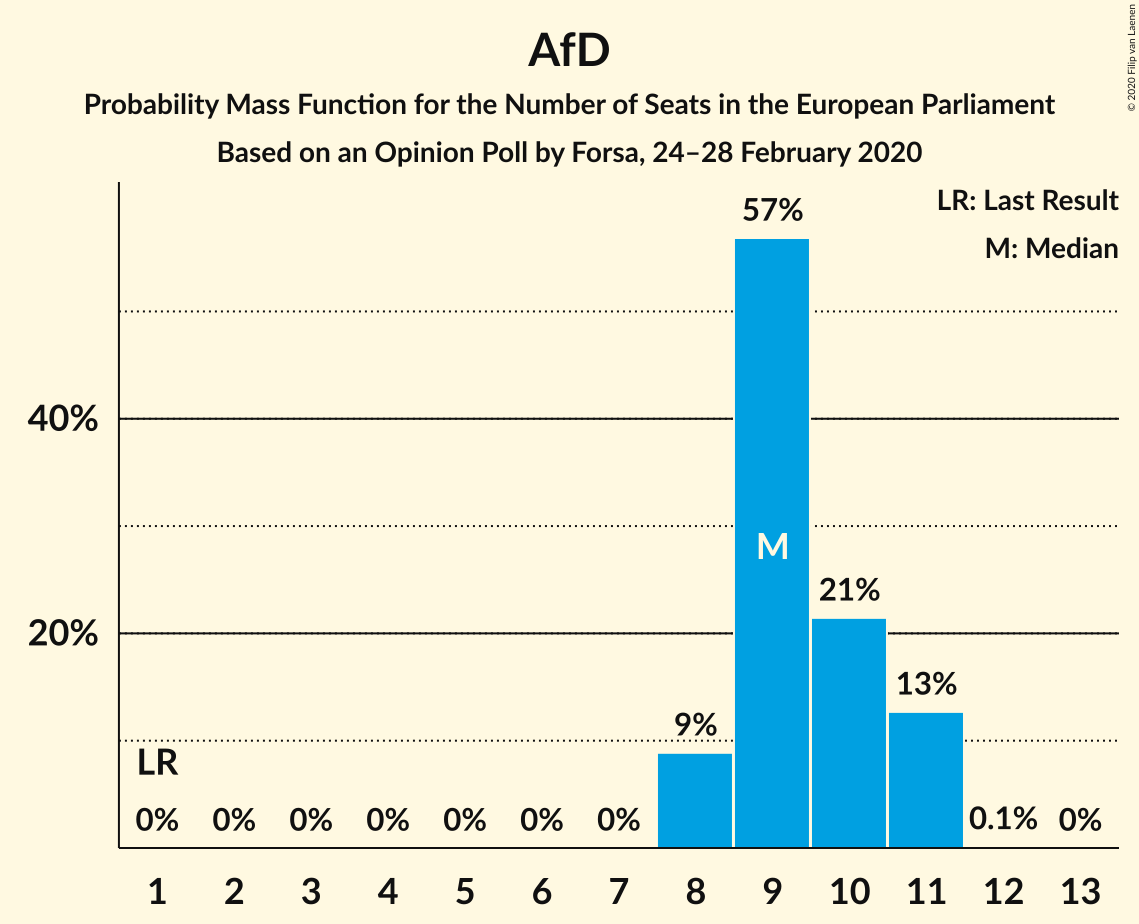 AfD
Probability Mass Function for the Number of Seats in the European Parliament
Based on an Opinion Poll by Forsa, 24–28 February 2020
© 2020 Filip van Laenen
LR: Last Result
M: Median
57%
40%
M
21%
20%
13%
9%
LR
0% 0% 0% 0% 0% 0% 0% 0.1% 0%
1 2 3 4 5 6 7 8 9 10 11 12 13